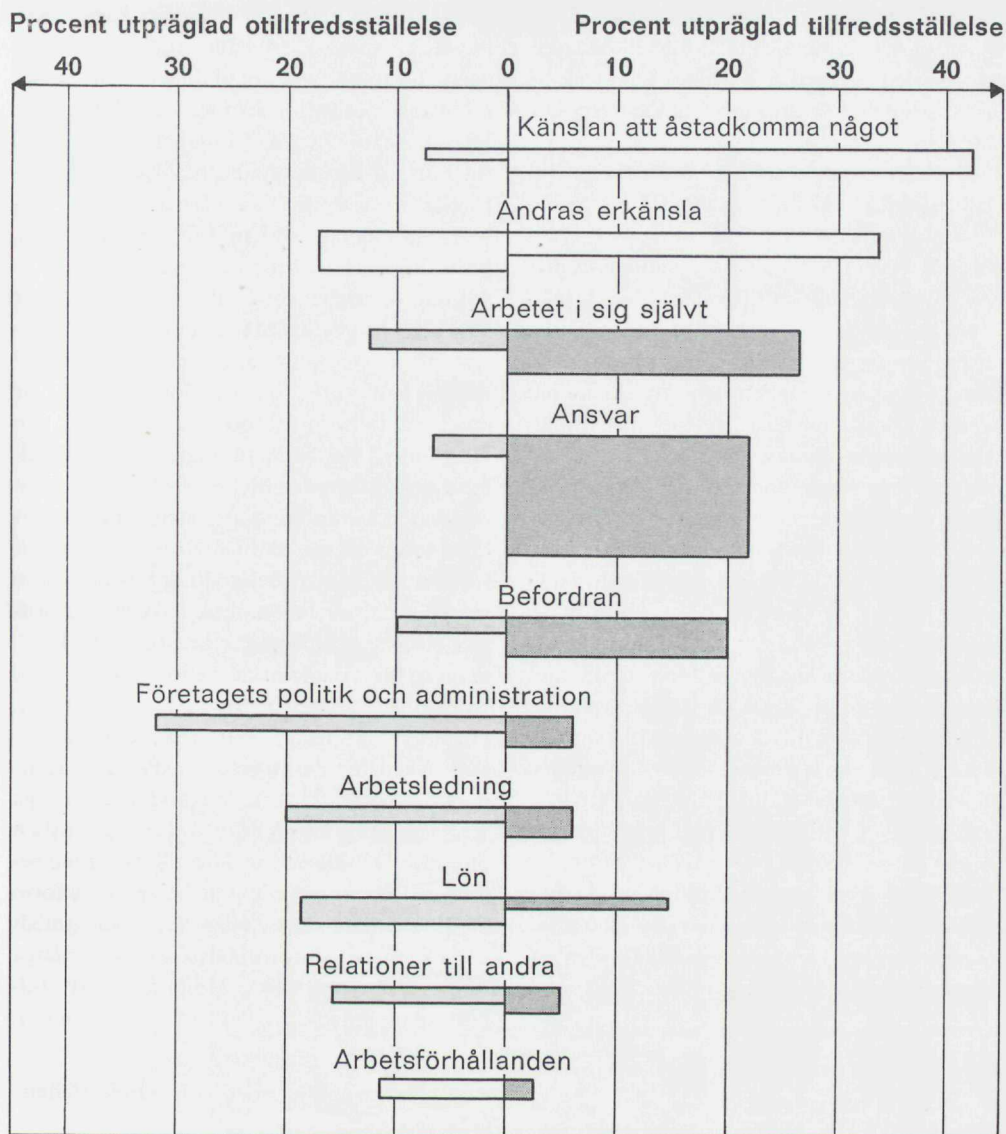 Procent utpräglad otillfredsställelse Procent utpräglad tillfredsställelse
40 30 20 10 0 10 20 30 40
Känslan att åstadkomma något
Andras erkänsla
Arbetet i sig självt
Ansvar
Befordran
Företagets politik och administration
Arbetsledning
Lön
Relationer till andra
Arbetsförhållanden